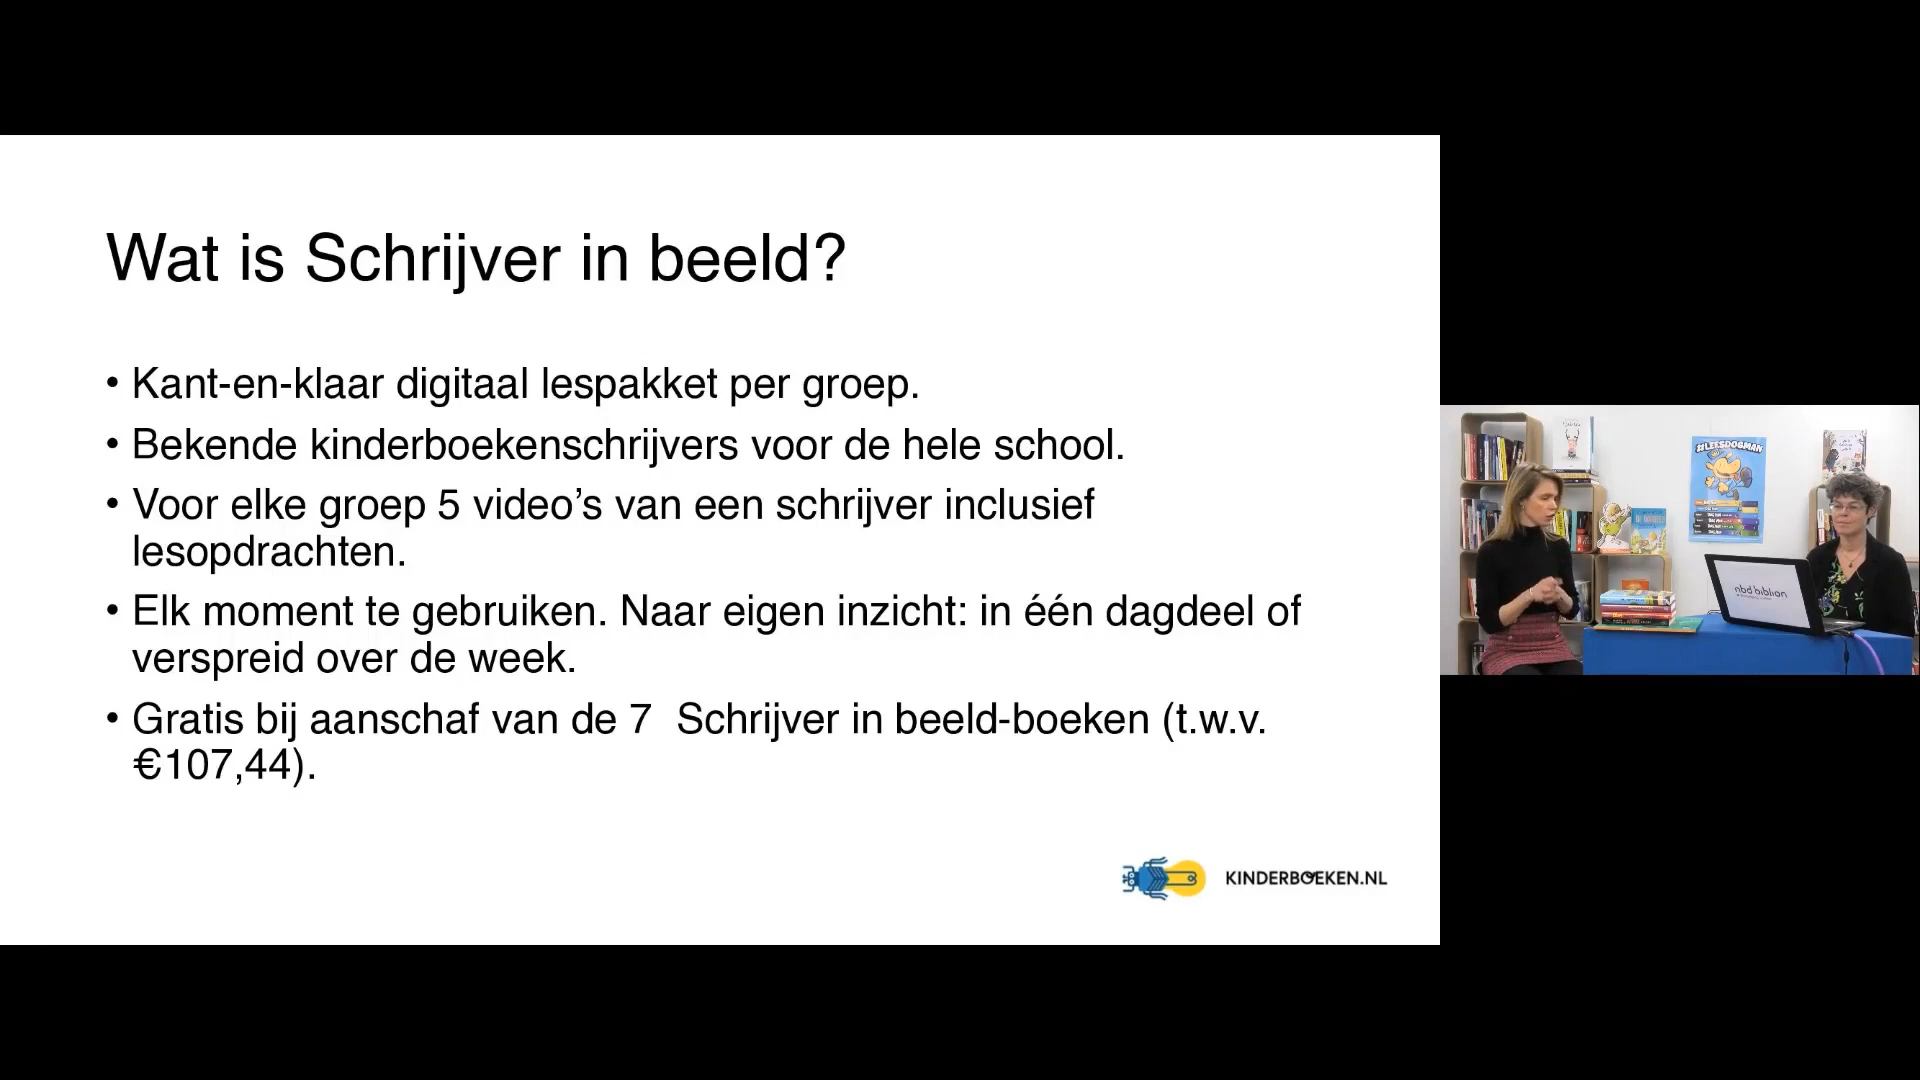 Wat is Schrijver in beeld?
• Kant-en-klaar digitaal lespakket per groep.
• Bekende kinderboekenschrijvers voor de hele school.
• Voor elke groep 5 video’s van een schrijver inclusief
lesopdrachten.
• Elk moment te gebruiken. Naar eigen inzicht: in één dagdeel of
verspreid over de week.
• Gratis bij aanschaf van de 7  Schrijver in beeld-boeken (t.w.v.
€107,44).
KINDERBOEKEN.NL
#LEESDOGMAN
nbd biblion